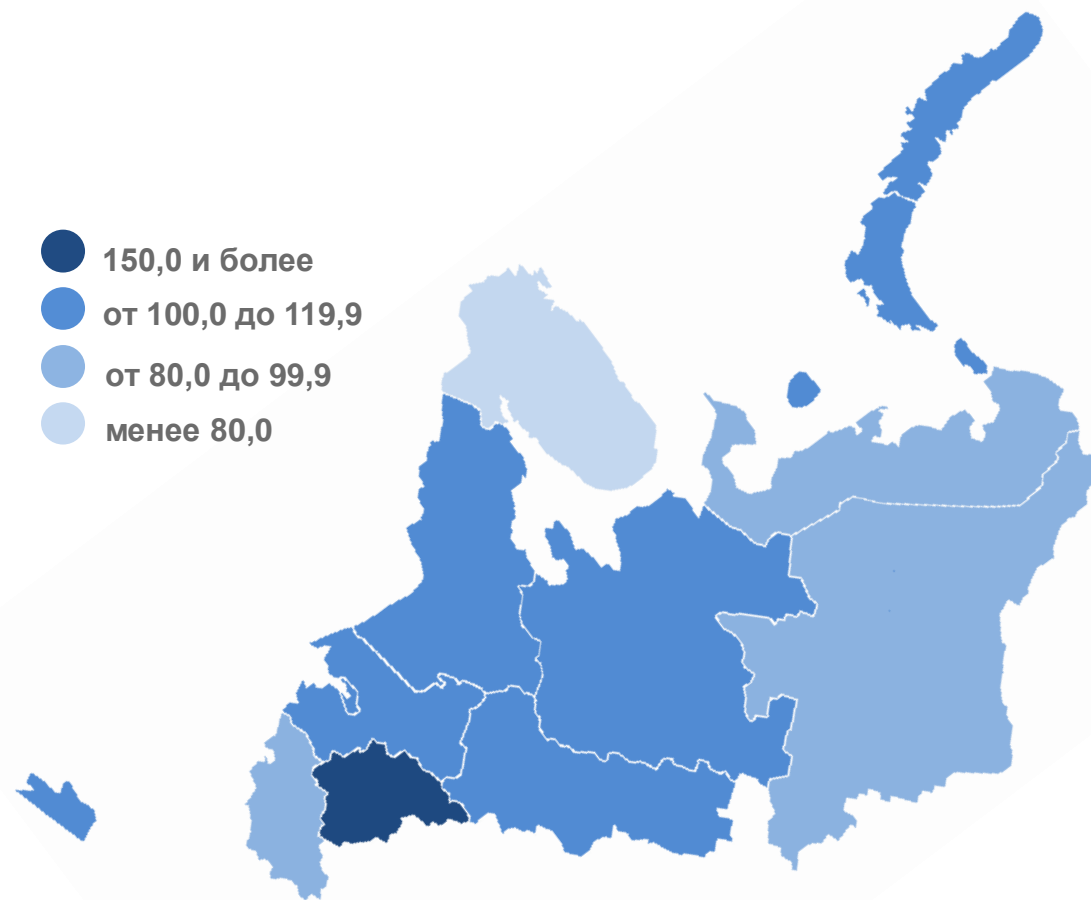 150,0 и более
от 100,0 до 119,9
от 80,0 до 99,9
менее 80,0